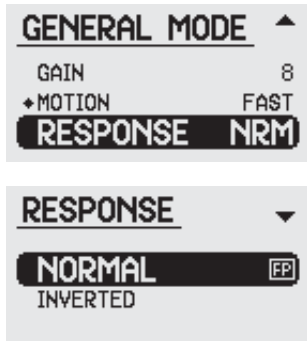 GENERAL MODE
GAIN 8
MOTION FAST
RESPONSE NRM
RESPONSE
NORMAL FP
INVERTED